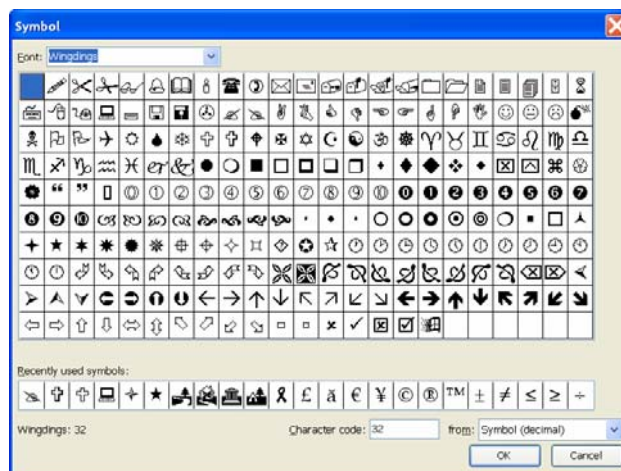 Symbol
Font: Wingdings
Recently used symbols:
£ ă € ¥ © ® ™ ± ≠ ≤ ≥ ÷
Wingdings: 32 Character code: 32 from: Symbol (decimal)
OK Cancel